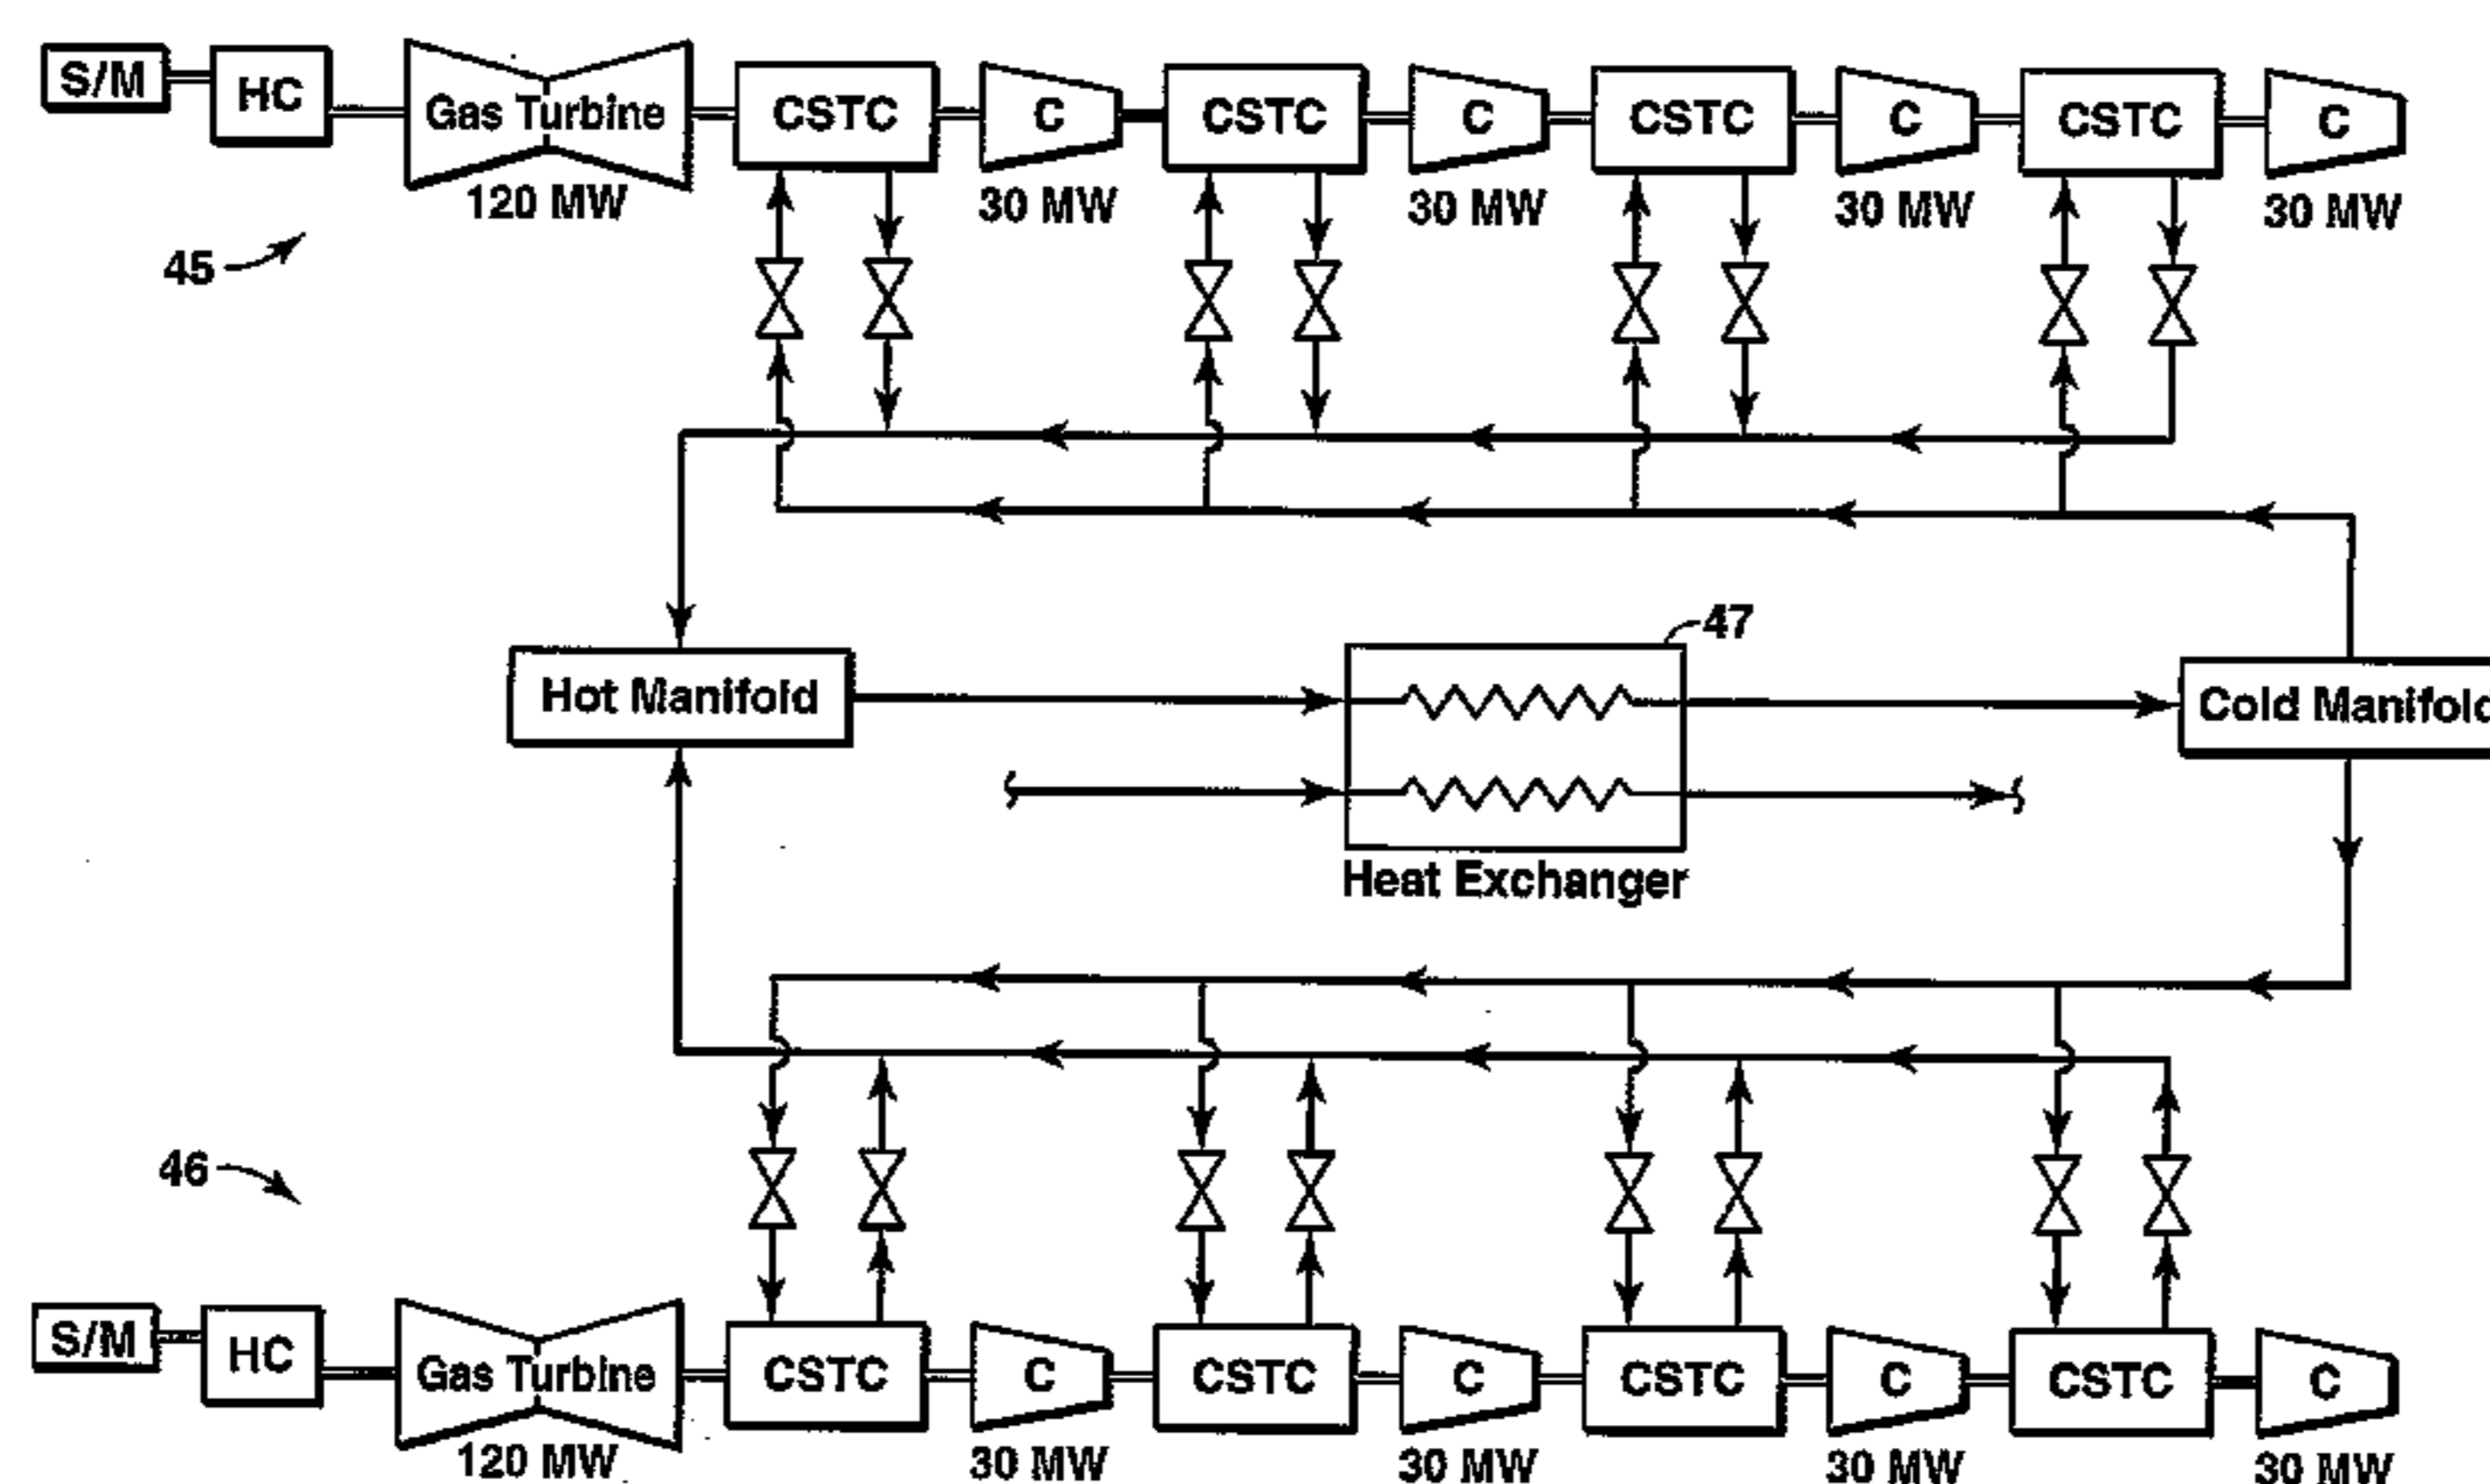 S/M
HC
Gas Turbine
120 MW
CSTC
C
30 MW
CSTC
C
30 MW
CSTC
C
30 MW
CSTC
C
30 MW
45
47
Hot Manifold
Cold Manifold
Heat Exchanger
46
S/M
HC
Gas Turbine
120 MW
CSTC
C
30 MW
CSTC
C
30 MW
CSTC
C
30 MW
CSTC
C
30 MW